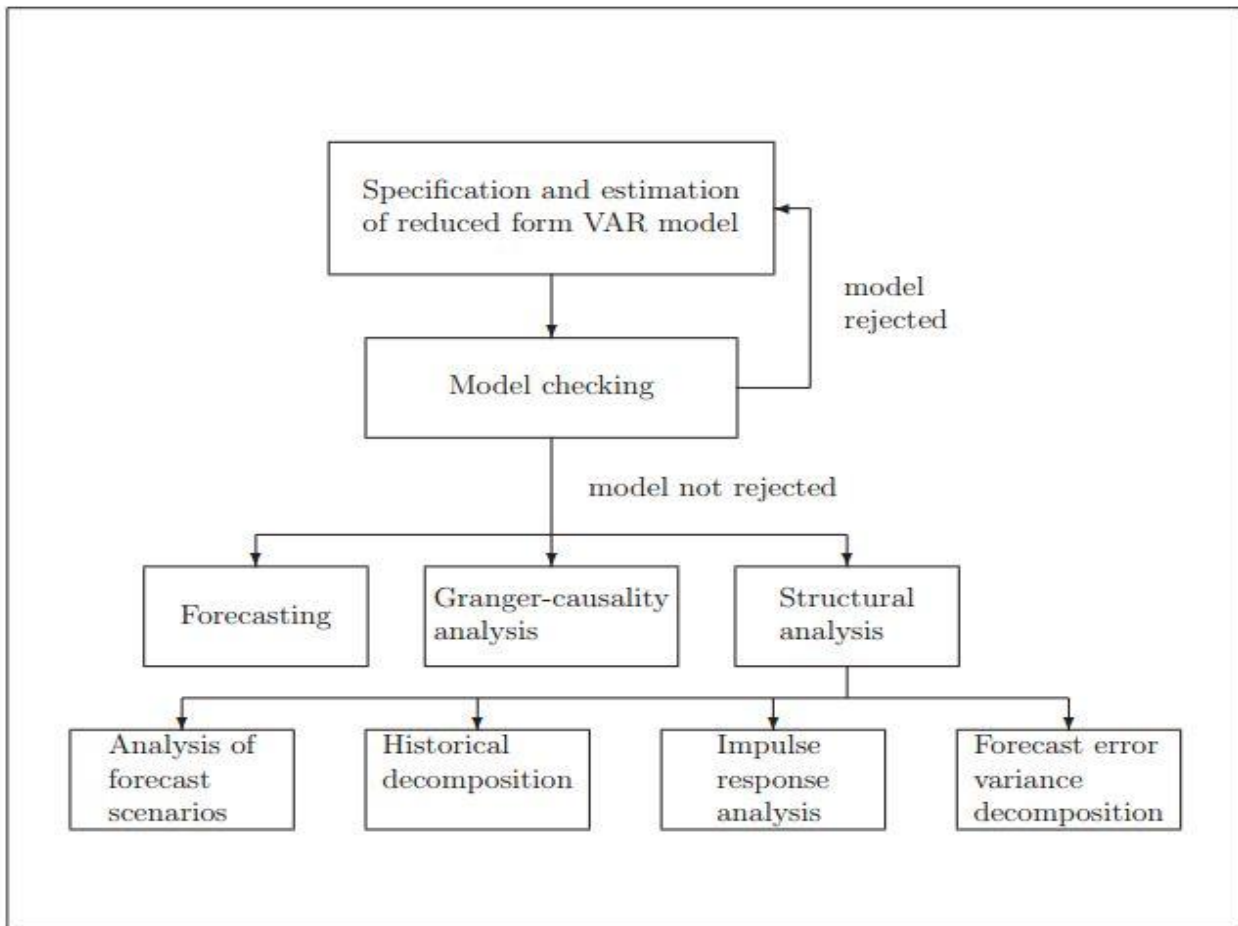 Specification and estimation
of reduced form VAR model
model
rejected
Model checking
model not rejected
Forecasting
Granger-causality
analysis
Structural
analysis
Analysis of
forecast
scenarios
Historical
decomposition
Impulse
response
analysis
Forecast error
variance
decomposition